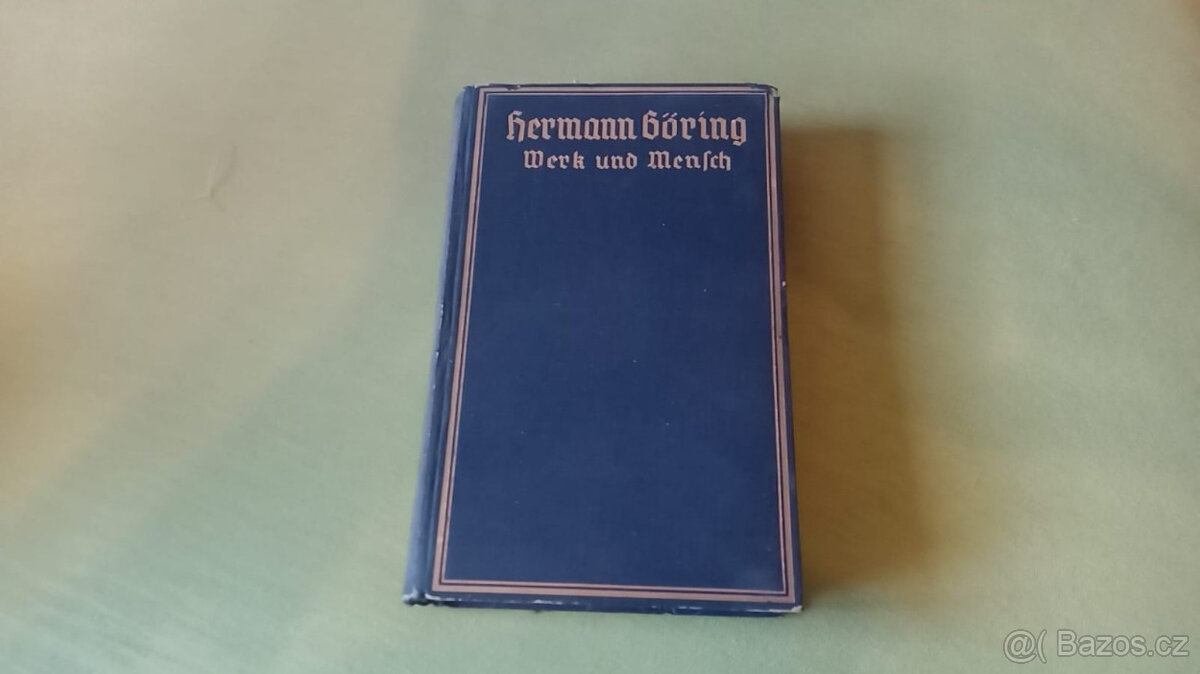 Hermann Göring
Werk und Menſch
@( Bazos.cz